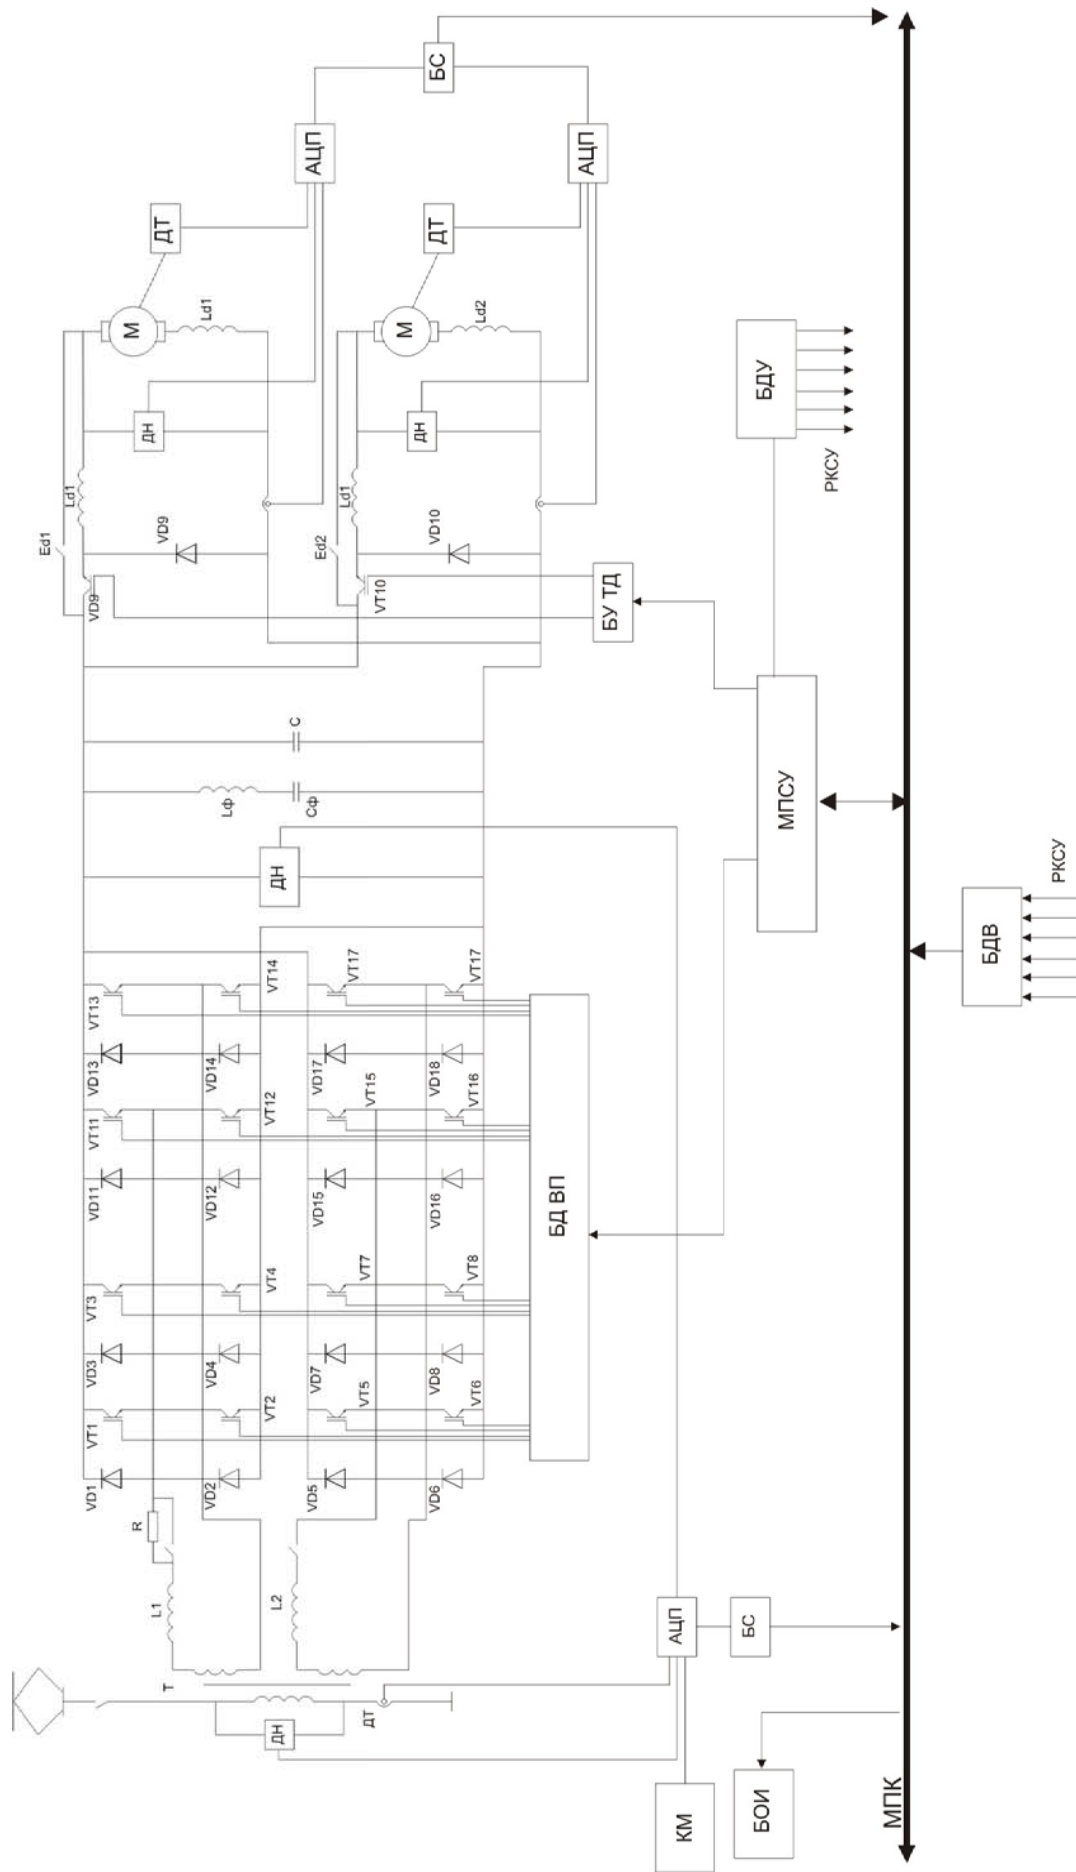 Ed1
Ld1
VD1 VT1 VD3 VT3 VD11 VT11 VD13 VT13 VD9
R М
L1 ДН VD9 ДТ
Т
VD2 VD4 VD12 VD14 Ld1
Lф
ДН VT2 VT4 VT12 VT14 ДН
L2 С
Сф АЦП
VD5 VD7 VD15 VD17 Ed2
Ld1
VT5 VT7 VT15 VT17
ДТ VT10 М
ДН
VD6 VD8 VD16 VD18 VD10 ДТ БС
VT6 VT8 VT16 VT17 Ld2
БД ВП АЦП
БУ ТД
АЦП
КМ БС БДУ
БОИ МПСУ
РКСУ
МПК
БДВ
РКСУ